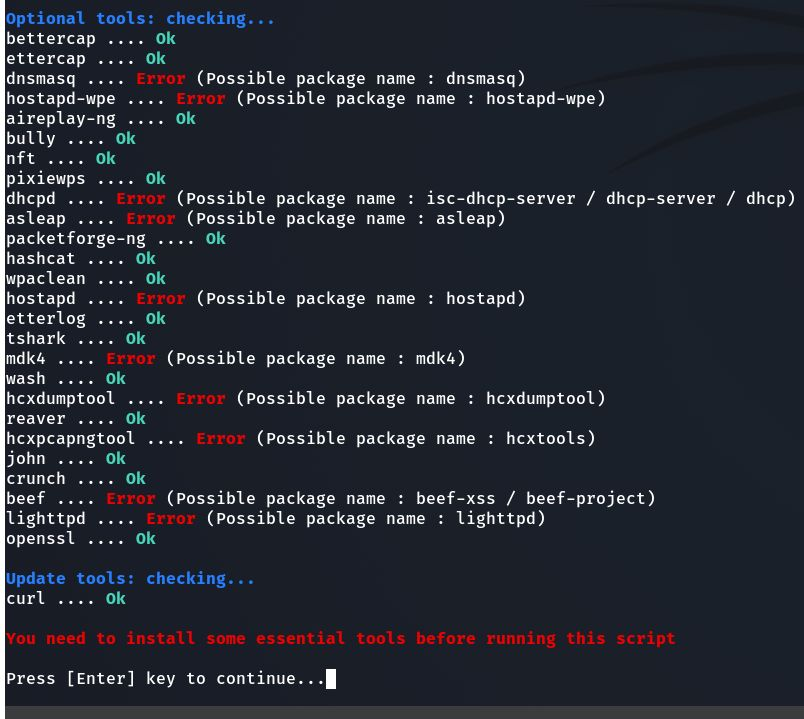 Optional tools: checking...
bettercap .... Ok
ettercap .... Ok
dnsmasq .... Error (Possible package name : dnsmasq)
hostapd-wpe .... Error (Possible package name : hostapd-wpe)
aireplay-ng .... Ok
bully .... Ok
nft .... Ok
pixiewps .... Ok
dhcpd .... Error (Possible package name : isc-dhcp-server / dhcp-server / dhcp)
asleap .... Error (Possible package name : asleap)
packetforge-ng .... Ok
hashcat .... Ok
wpaclean .... Ok
hostapd .... Error (Possible package name : hostapd)
etterlog .... Ok
tshark .... Ok
mdk4 .... Error (Possible package name : mdk4)
wash .... Ok
hcxdumptool .... Error (Possible package name : hcxdumptool)
reaver .... Ok
hcxpcapngtool .... Error (Possible package name : hcxtools)
john .... Ok
crunch .... Ok
beef .... Error (Possible package name : beef-xss / beef-project)
lighttpd .... Error (Possible package name : lighttpd)
openssl .... Ok
Update tools: checking...
curl .... Ok
You need to install some essential tools before running this script
Press [Enter] key to continue...